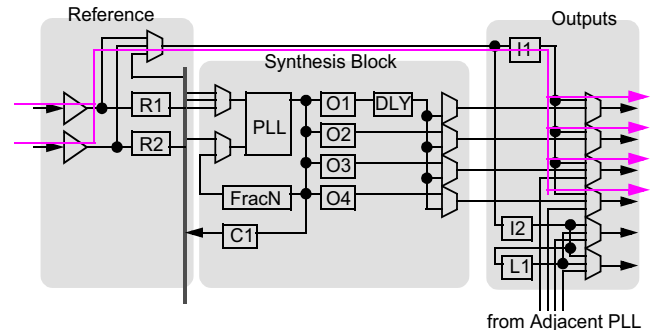 Reference
Outputs
Synthesis Block
I1
R1
O1
DLY
PLL
R2
O2
O3
FracN
O4
C1
I2
L1
from Adjacent PLL